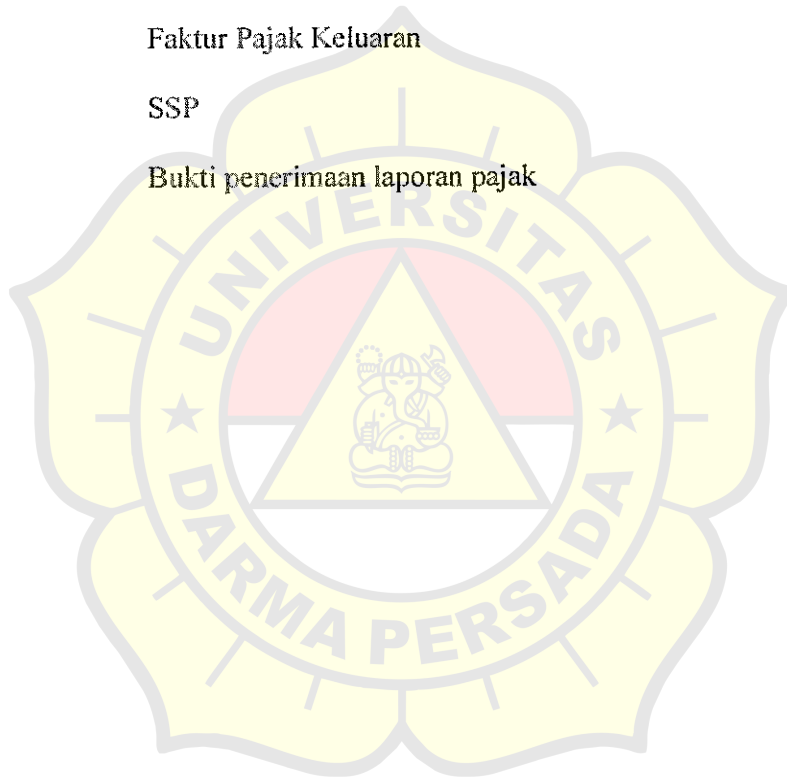 Faktur Pajak Keluaran
SSP
Bukti penerimaan laporan pajak
UNIVERSITAS
DARMA PERSADA